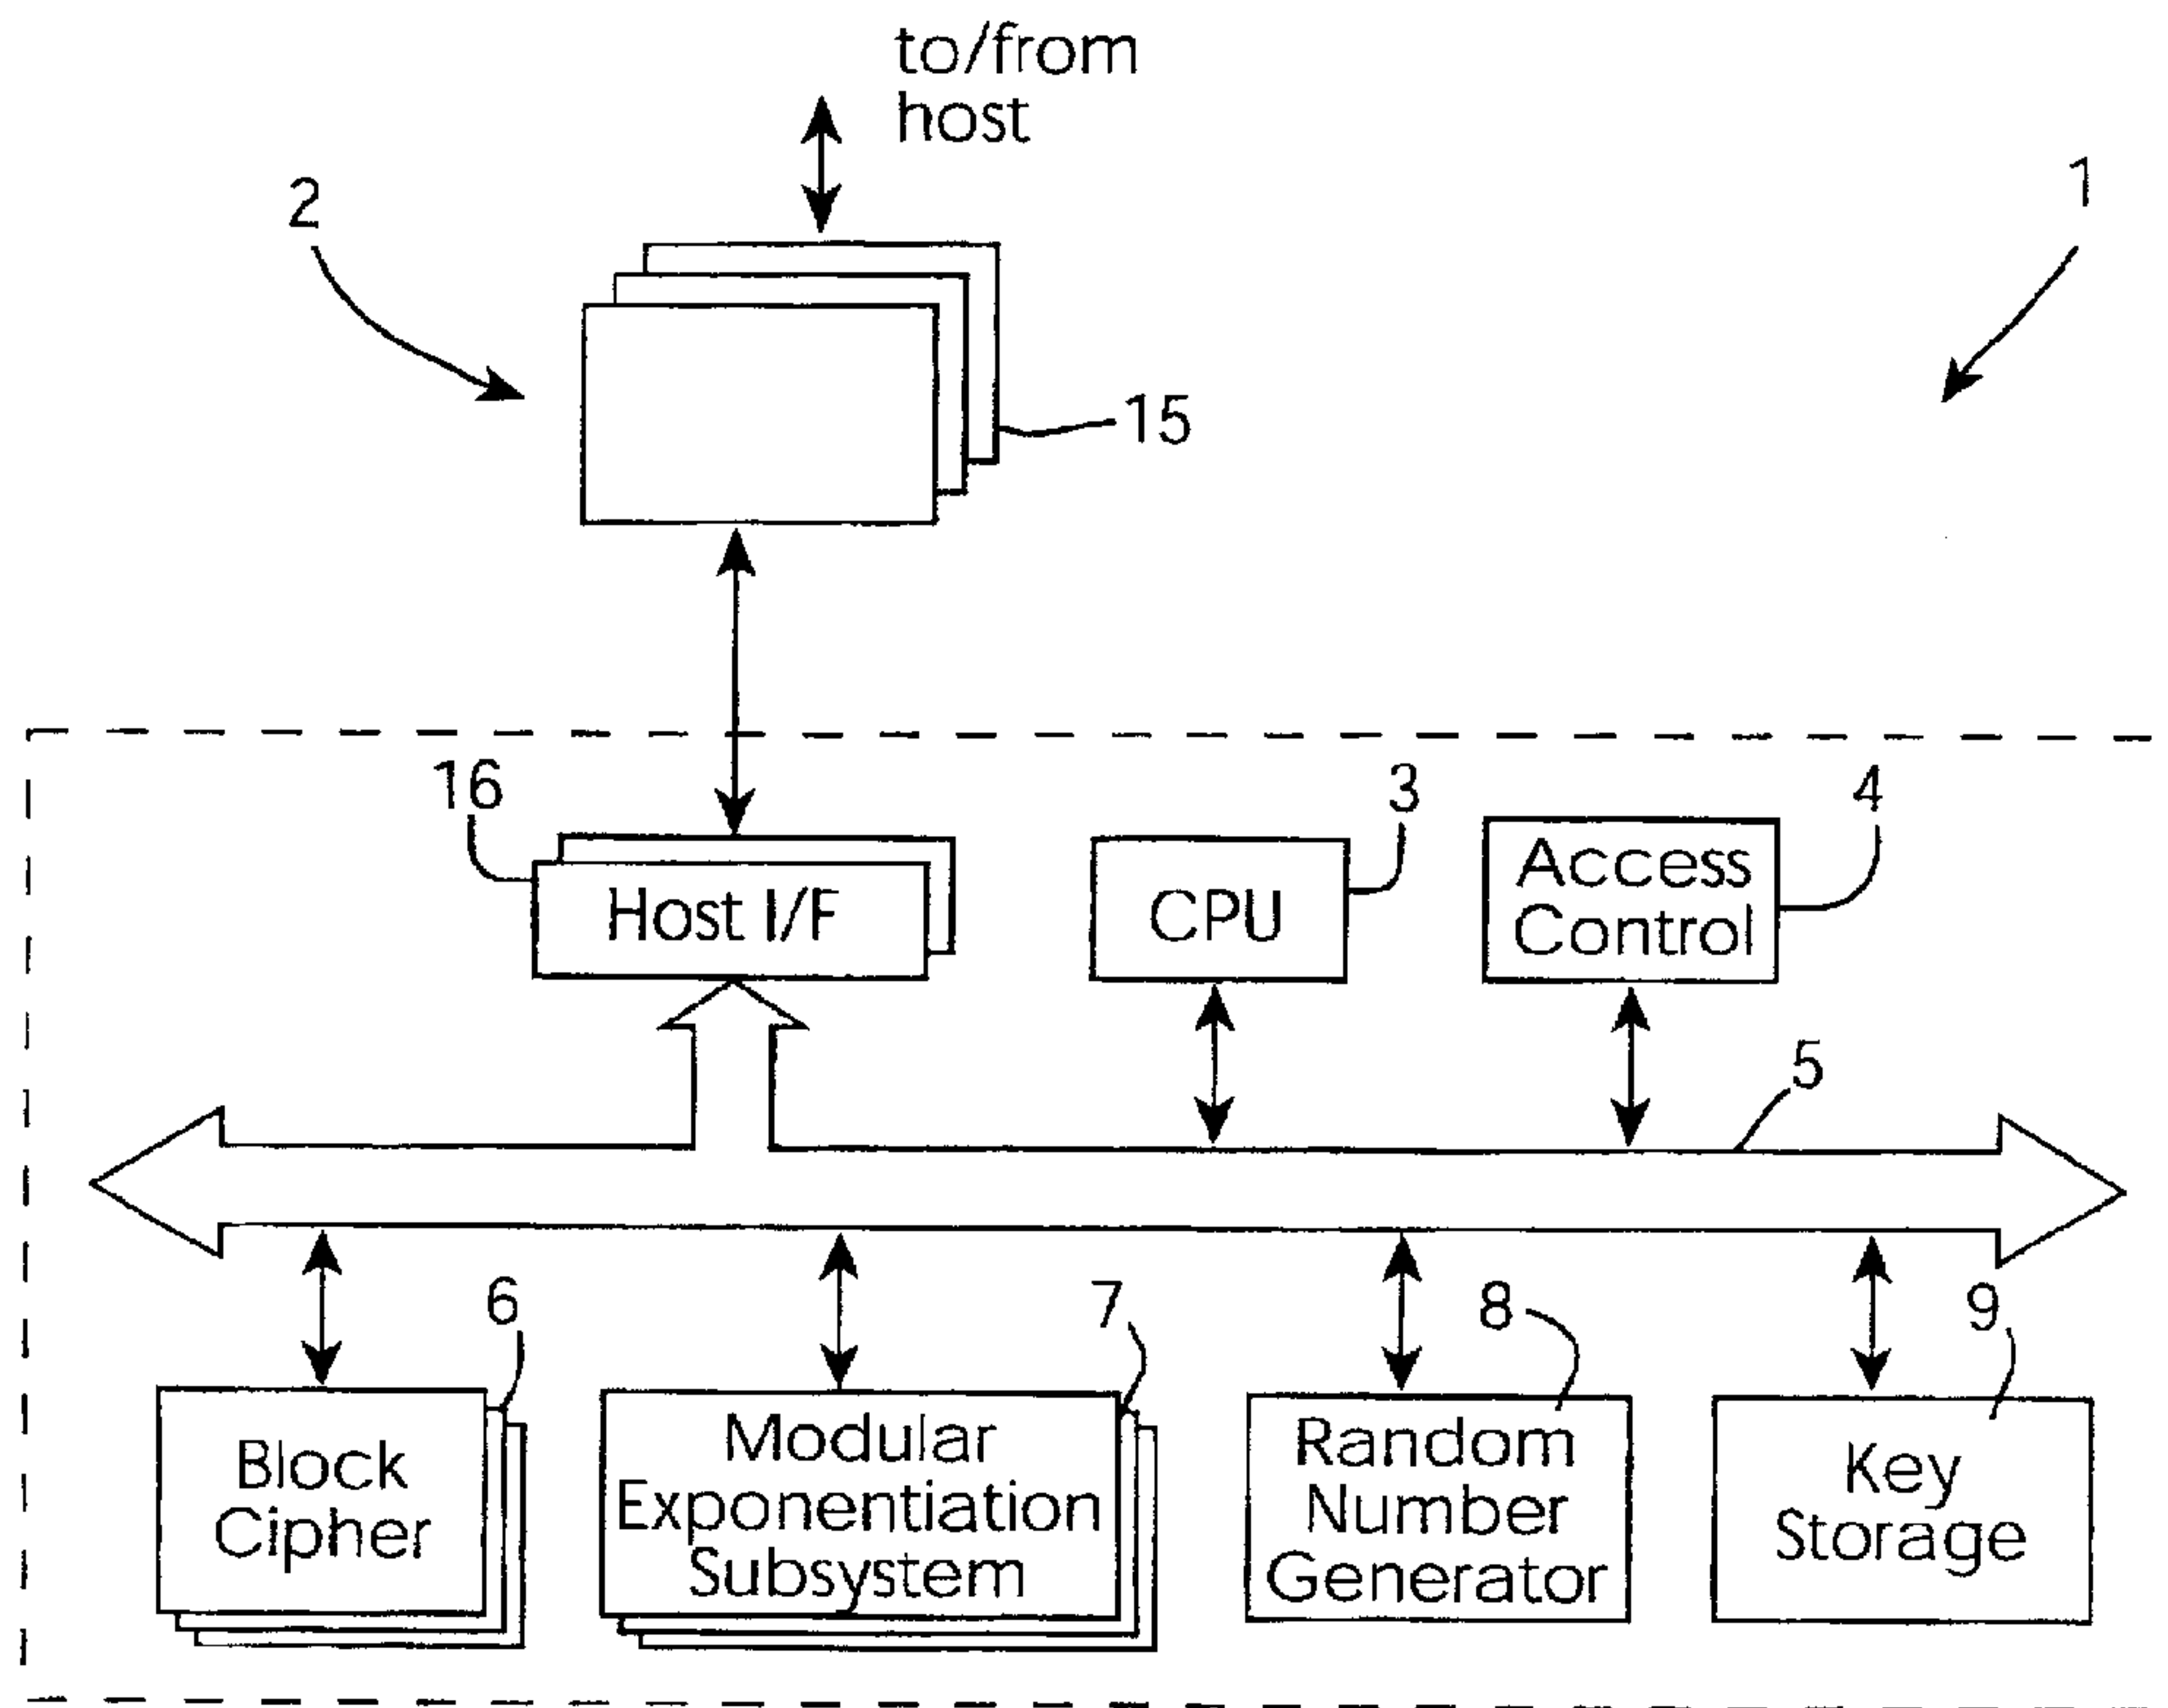 to/from
host
2
1
15
16
3
4
Host I/F
CPU
Access
Control
5
6
7
8
9
Block
Cipher
Modular
Exponentiation
Subsystem
Random
Number
Generator
Key
Storage